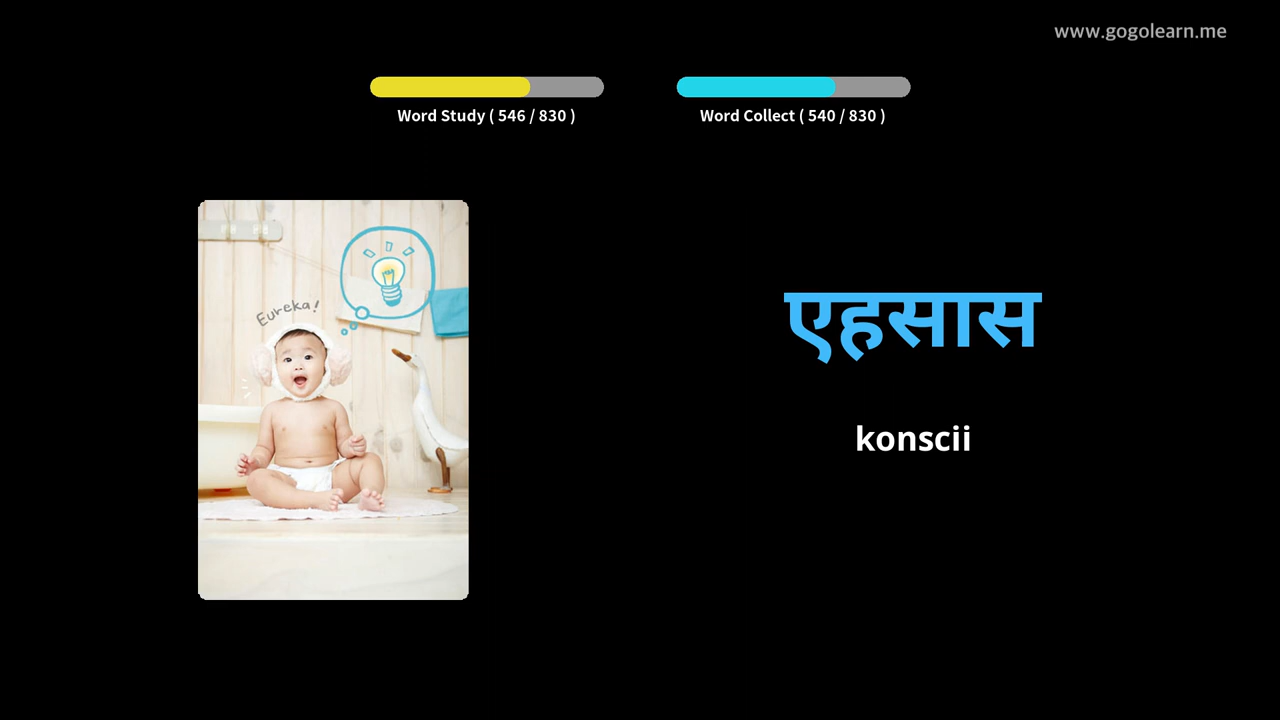 www.gogolearn.me
Word Study ( 546 / 830 )
Word Collect ( 540 / 830 )
Eureka!
एहसास
konscii